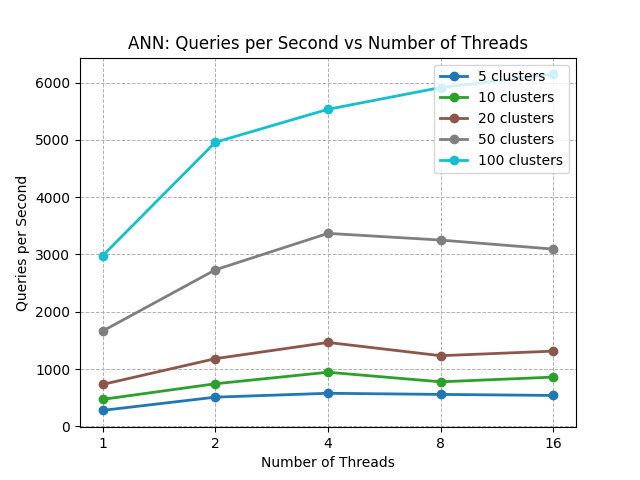 ANN: Queries per Second vs Number of Threads
6000
5000
4000
3000
2000
1000
0
Queries per Second
5 clusters
10 clusters
20 clusters
50 clusters
100 clusters
1 2 4 8 16
Number of Threads